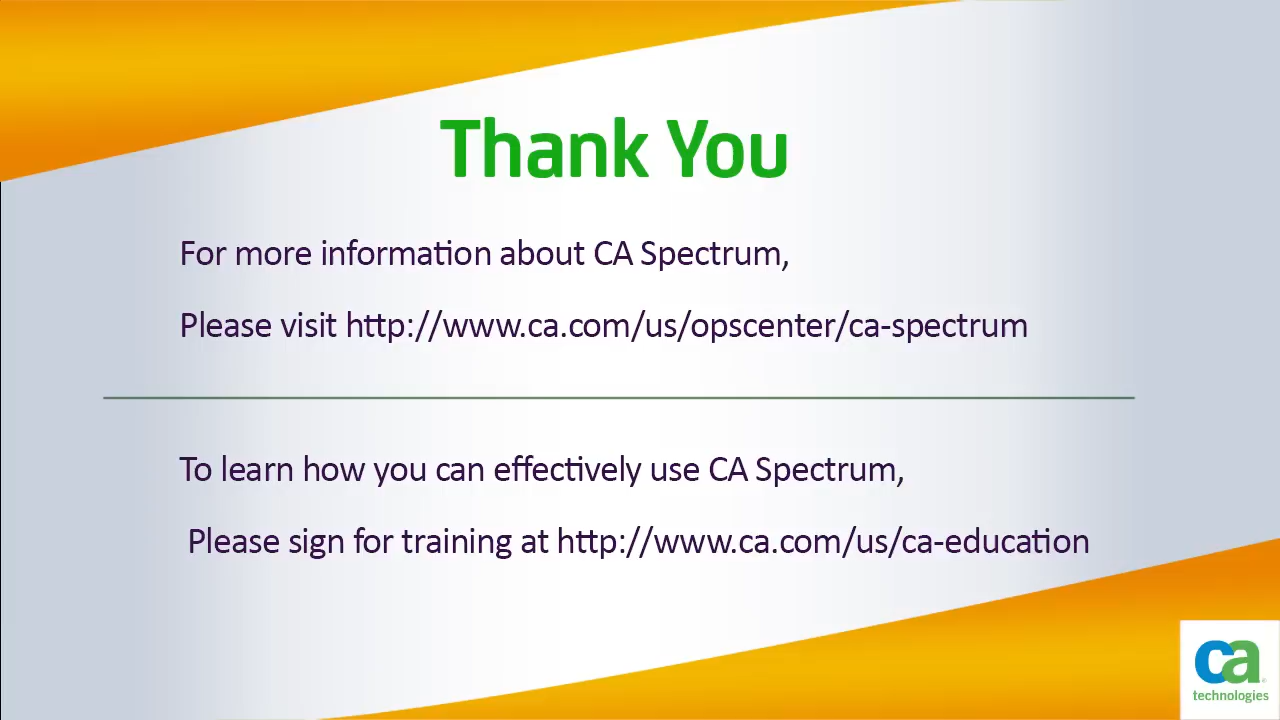 Thank You
For more information about CA Spectrum,
Please visit http://www.ca.com/us/opscenter/ca-spectrum
To learn how you can effectively use CA Spectrum,
Please sign for training at http://www.ca.com/us/ca-education
ca
technologies